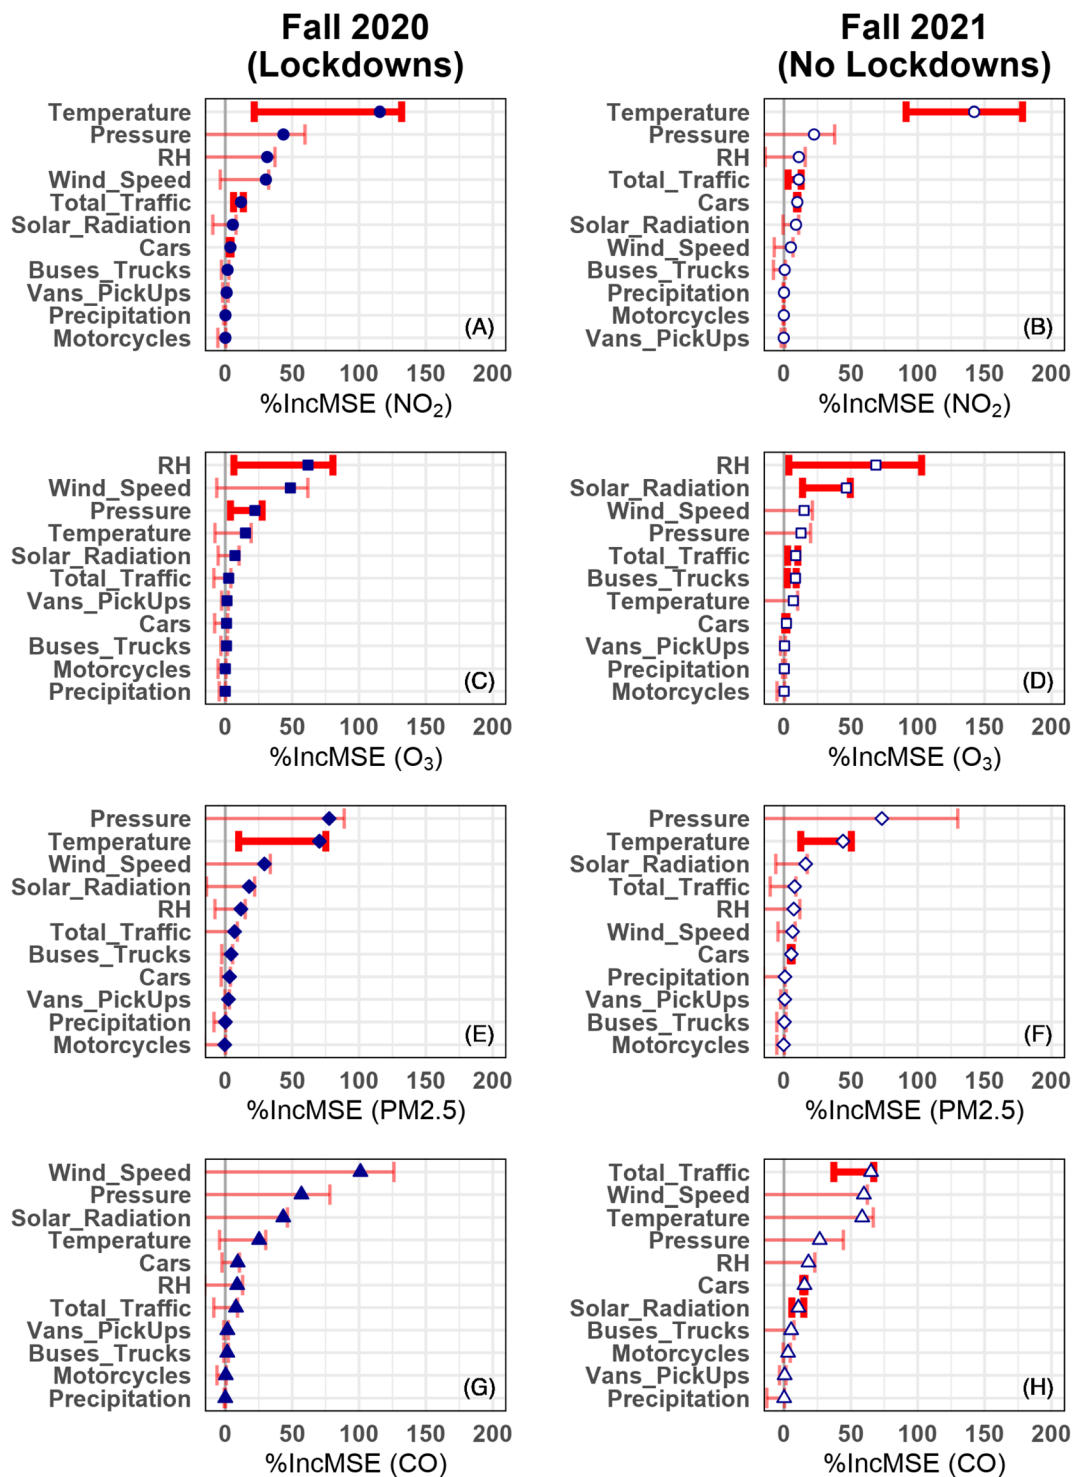 Fall 2020
(Lockdowns)
Fall 2021
(No Lockdowns)
Temperature
Pressure
RH
Wind_Speed
Total_Traffic
Solar_Radiation
Cars
Buses_Trucks
Vans_PickUps
Precipitation
Motorcycles
(A)
0 50 100 150 200
%IncMSE (NO₂)
Temperature
Pressure
RH
Total_Traffic
Cars
Solar_Radiation
Wind_Speed
Buses_Trucks
Precipitation
Motorcycles
Vans_PickUps
(B)
0 50 100 150 200
%IncMSE (NO₂)
RH
Wind_Speed
Pressure
Temperature
Solar_Radiation
Total_Traffic
Vans_PickUps
Cars
Buses_Trucks
Motorcycles
Precipitation
(C)
0 50 100 150 200
%IncMSE (O₃)
RH
Solar_Radiation
Wind_Speed
Pressure
Total_Traffic
Buses_Trucks
Temperature
Cars
Vans_PickUps
Precipitation
Motorcycles
(D)
0 50 100 150 200
%IncMSE (O₃)
Pressure
Temperature
Wind_Speed
Solar_Radiation
RH
Total_Traffic
Buses_Trucks
Cars
Vans_PickUps
Precipitation
Motorcycles
(E)
0 50 100 150 200
%IncMSE (PM2.5)
Pressure
Temperature
Solar_Radiation
Total_Traffic
RH
Wind_Speed
Cars
Precipitation
Vans_PickUps
Buses_Trucks
Motorcycles
(F)
0 50 100 150 200
%IncMSE (PM2.5)
Wind_Speed
Pressure
Solar_Radiation
Temperature
Cars
RH
Total_Traffic
Vans_PickUps
Buses_Trucks
Motorcycles
Precipitation
(G)
0 50 100 150 200
%IncMSE (CO)
Total_Traffic
Wind_Speed
Temperature
Pressure
RH
Cars
Solar_Radiation
Buses_Trucks
Motorcycles
Vans_PickUps
Precipitation
(H)
0 50 100 150 200
%IncMSE (CO)